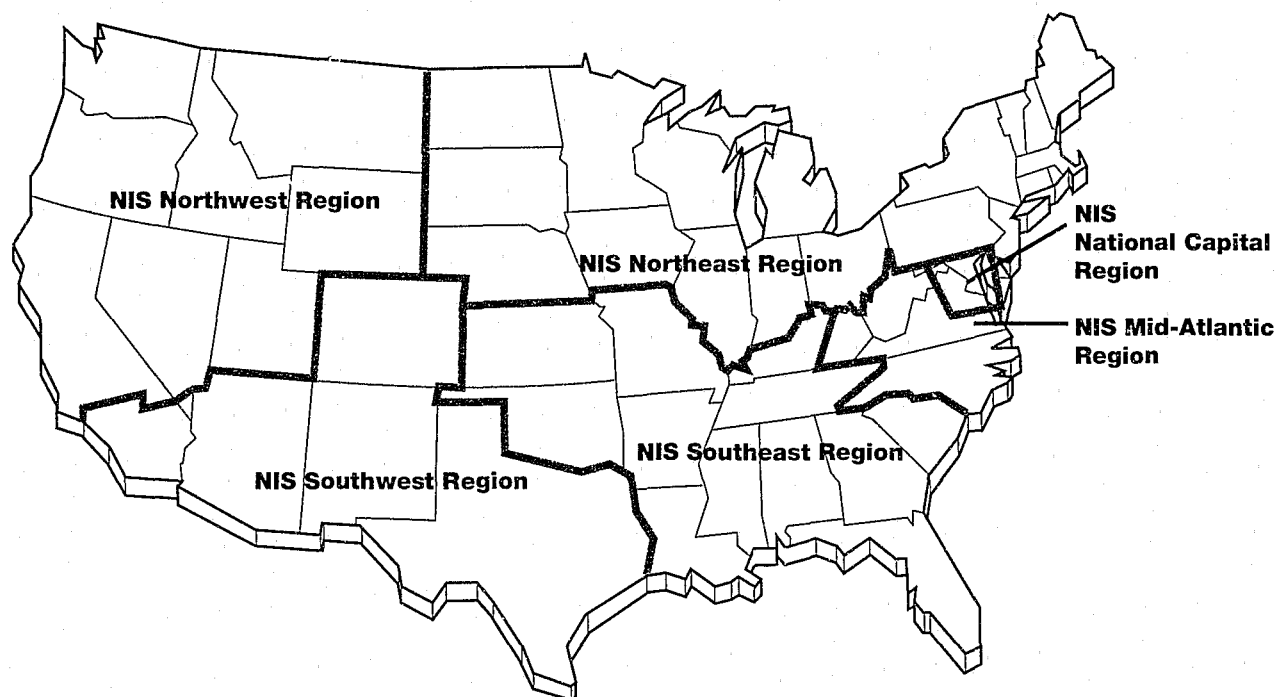 NIS Northwest Region
NIS
National Capital
Region
NIS Northeast Region
NIS Mid-Atlantic
Region
NIS Southeast Region
NIS Southwest Region